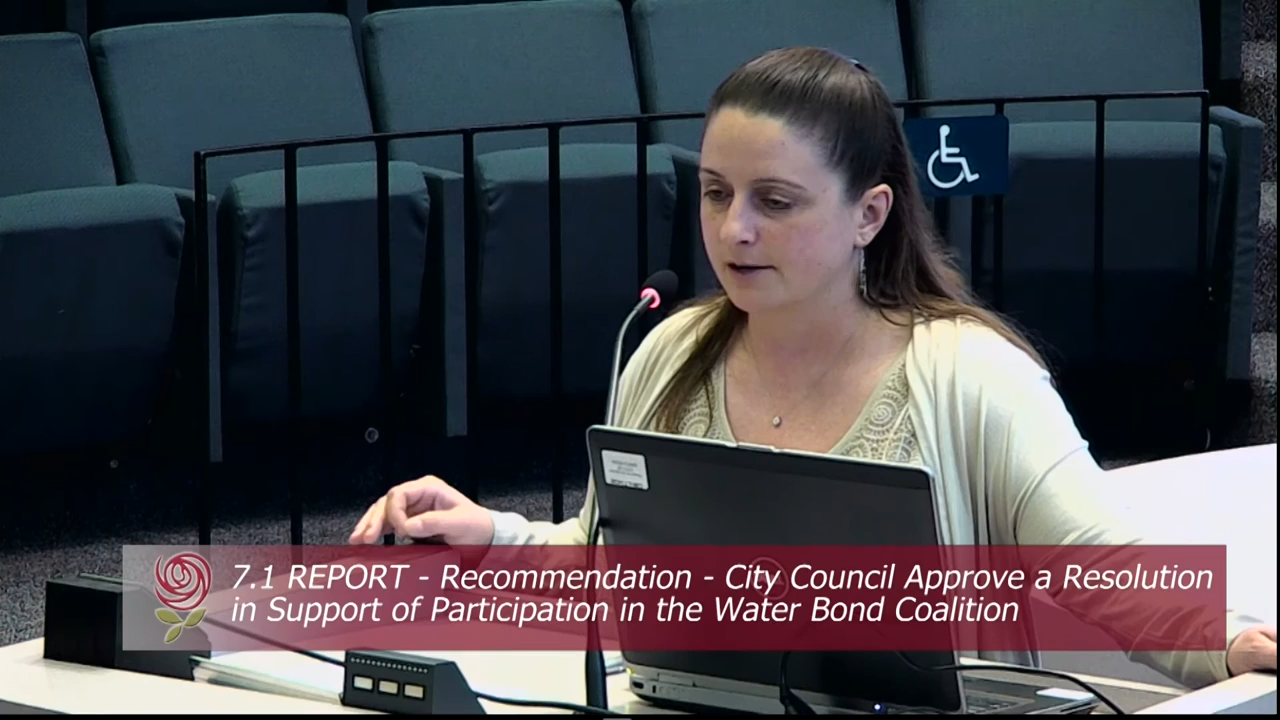 7.1 REPORT - Recommendation - City Council Approve a Resolution
in Support of Participation in the Water Bond Coalition